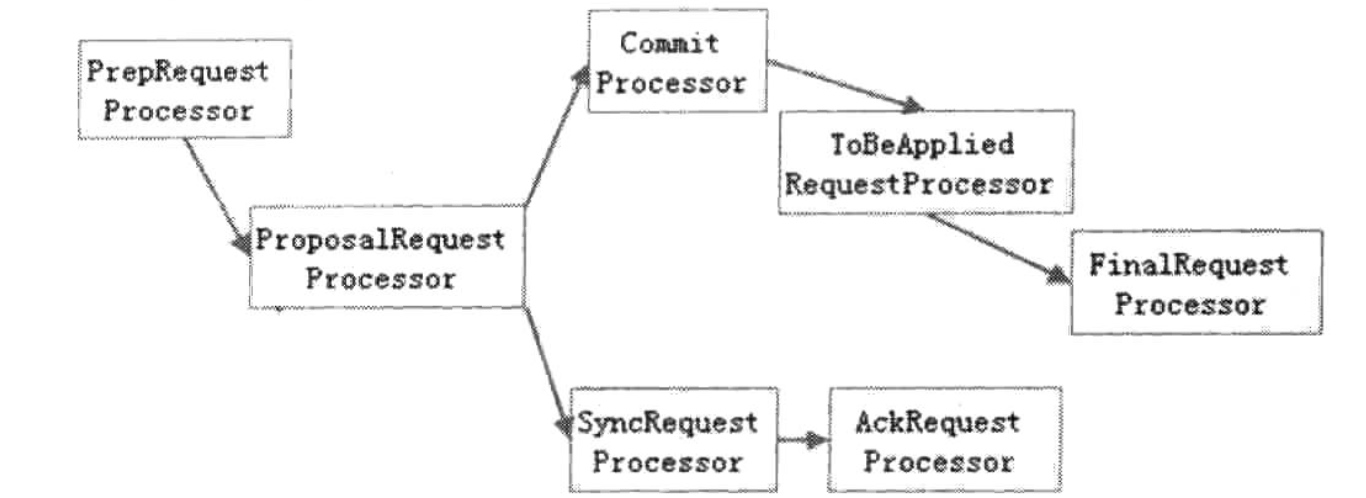 PrepRequest
Processor
Commit
Processor
ToBeApplied
RequestProcessor
ProposalRequest
Processor
FinalRequest
Processor
SyncRequest
Processor
AckRequest
Processor